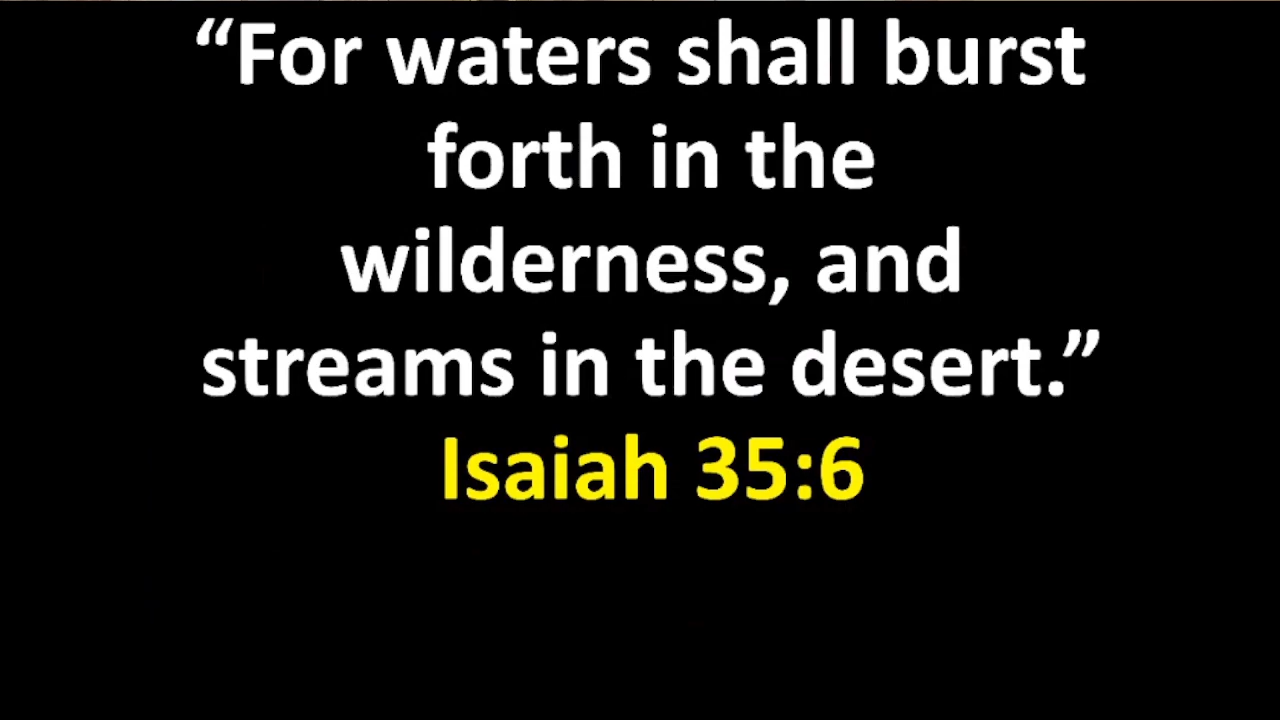 “For waters shall burst
forth in the
wilderness, and
streams in the desert.”
Isaiah 35:6